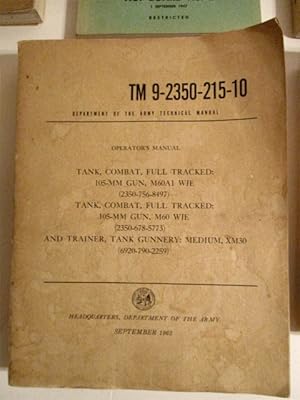 1 SEPTEMBER 1947
RESTRICTED
TM 9-2350-215-10
DEPARTMENT OF THE ARMY TECHNICAL MANUAL
OPERATOR'S MANUAL
TANK, COMBAT, FULL TRACKED:
105-MM GUN, M60A1 W/E
(2350-756-8497)
TANK, COMBAT, FULL TRACKED:
105-MM GUN, M60 W/E
(2350-678-5773)
AND TRAINER, TANK GUNNERY: MEDIUM, XM30
(6920-790-2259)
HEADQUARTERS, DEPARTMENT OF THE ARMY
SEPTEMBER 1962